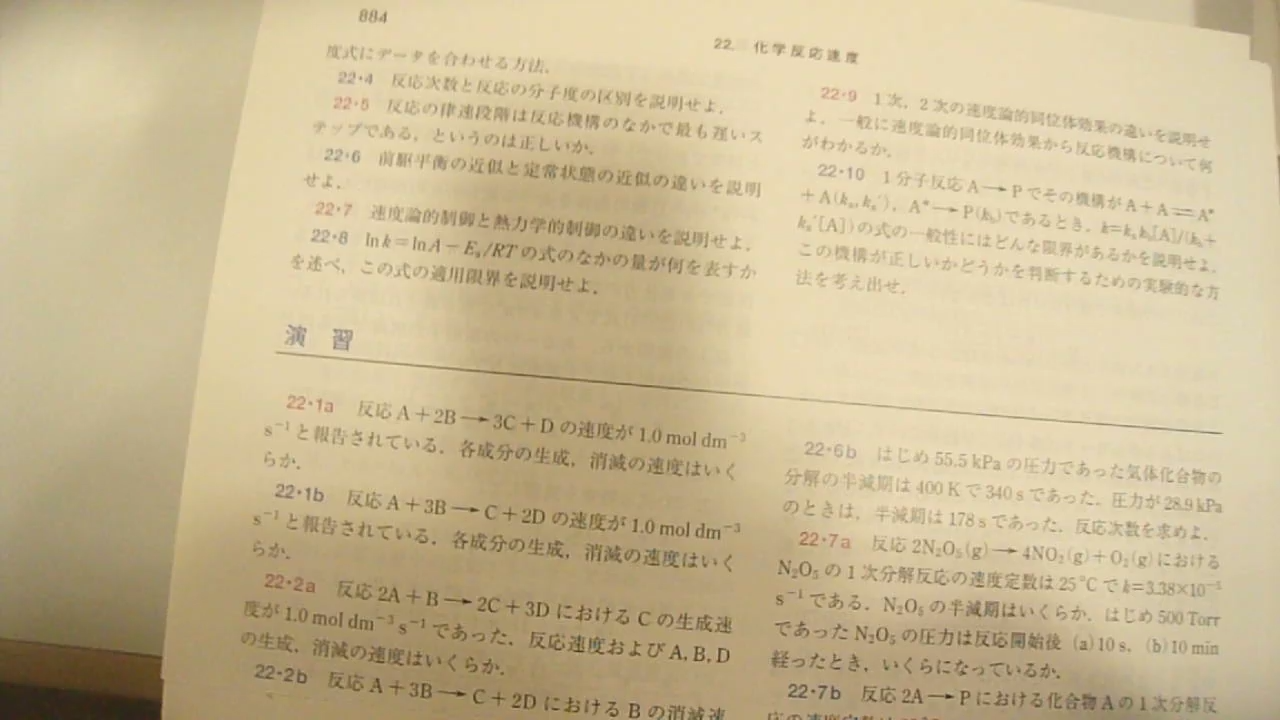 884
22. 化学反応速度
度式にデータを合わせる方法.
22・4 反応次数と反応の分子度の区別を説明せよ.
22・5 反応の律速段階は反応機構のなかで最も遅いス
テップである, というのは正しいか.
22・6 前駆平衡の近似と定常状態の近似の違いを説明
せよ.
22・7 速度論的制御と熱力学的制御の違いを説明せよ.
22・8 ln k = ln A − Eₐ/RT の式のなかの量が何を表すか
を述べ, この式の適用限界を説明せよ.
22・9 1次, 2次の速度論的同位体効果の違いを説明せ
よ. 一般に速度論的同位体効果から反応機構について何
がわかるか.
22・10 1分子反応 A → P でその機構が A + A ⇌ A*
+ A (kₐ, kₐ′), A* → P(k_b) であるとき, k = kₐk_b[A]/(k_b +
kₐ′[A]) の式の一般性にはどんな限界があるかを説明せよ.
この機構が正しいかどうかを判断するための実験的な方
法を考え出せ.
演 習
22・1a 反応 A + 2B → 3C + D の速度が 1.0 mol dm⁻³
s⁻¹ と報告されている. 各成分の生成, 消滅の速度はいく
らか.
22・1b 反応 A + 3B → C + 2D の速度が 1.0 mol dm⁻³
s⁻¹ と報告されている. 各成分の生成, 消滅の速度はいく
らか.
22・2a 反応 2A + B → 2C + 3D における C の生成速
度が 1.0 mol dm⁻³ s⁻¹ であった. 反応速度および A, B, D
の生成, 消滅の速度はいくらか.
22・2b 反応 A + 3B → C + 2D における B の消滅速
22・6b はじめ 55.5 kPa の圧力であった気体化合物の
分解の半減期は 400 K で 340 s であった. 圧力が 28.9 kPa
のときは, 半減期は 178 s であった. 反応次数を求めよ.
22・7a 反応 2N₂O₅(g) → 4NO₂(g) + O₂(g) における
N₂O₅ の 1 次分解反応の速度定数は 25 °C で k=3.38×10⁻⁵
s⁻¹ である. N₂O₅ の半減期はいくらか. はじめ 500 Torr
であった N₂O₅ の圧力は反応開始後 (a) 10 s, (b) 10 min
経ったとき, いくらになっているか.
22・7b 反応 2A → P における化合物 A の 1 次分解反
応の速度定数は